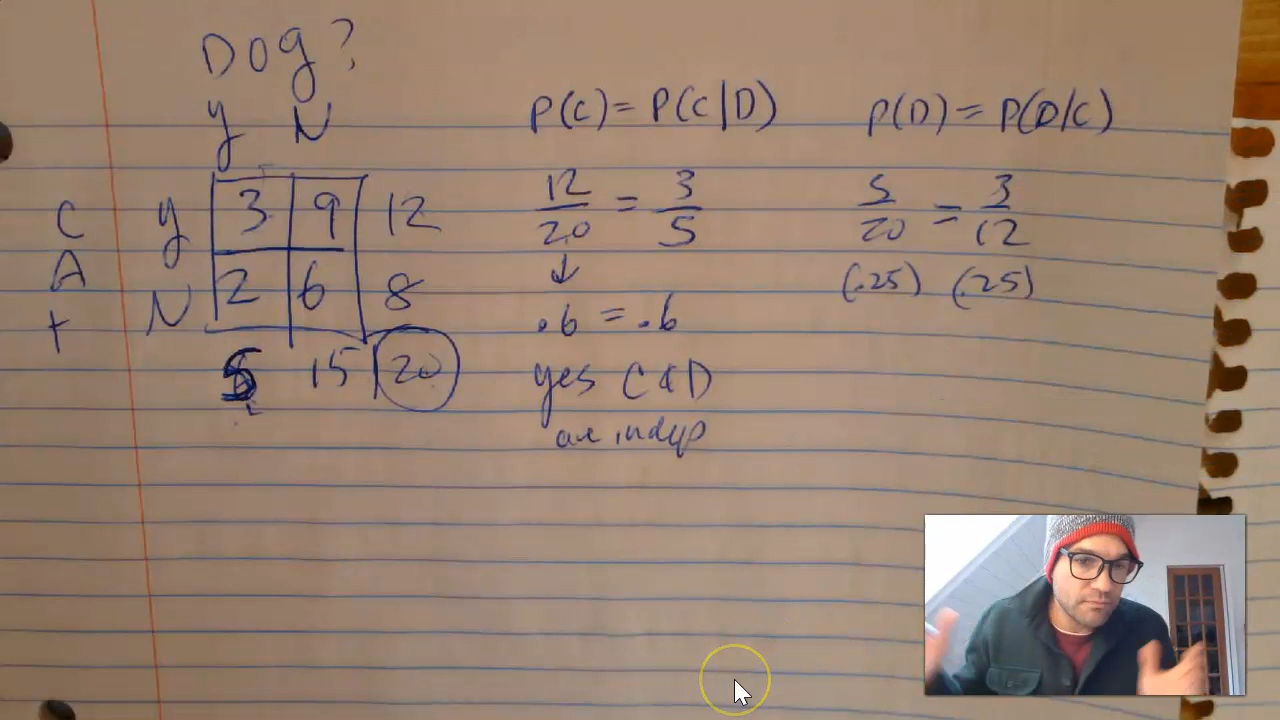 Dog?
y N
C y 3 9 12
A
t N 2 6 8
5 15 20
P(C) = P(C|D)
12/20 = 3/5
↓
.6 = .6
yes C & D
are indep
P(D) = P(D|C)
5/20 = 3/12
(.25) (.25)